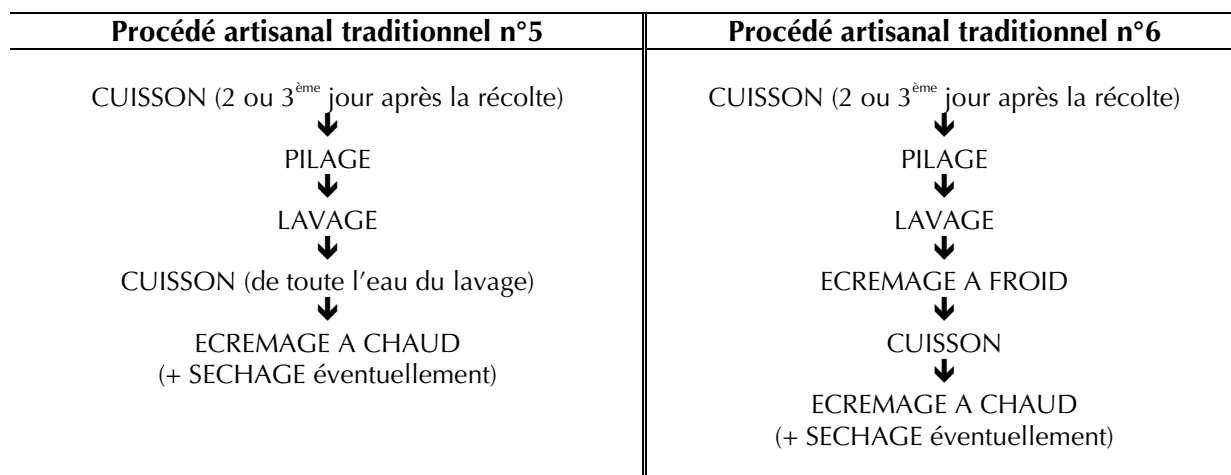 Procédé artisanal traditionnel n°5
CUISSON (2 ou 3ème jour après la récolte)
PILAGE
LAVAGE
CUISSON (de toute l'eau du lavage)
ECREMAGE A CHAUD
(+ SECHAGE éventuellement)
Procédé artisanal traditionnel n°6
CUISSON (2 ou 3ème jour après la récolte)
PILAGE
LAVAGE
ECREMAGE A FROID
CUISSON
ECREMAGE A CHAUD
(+ SECHAGE éventuellement)